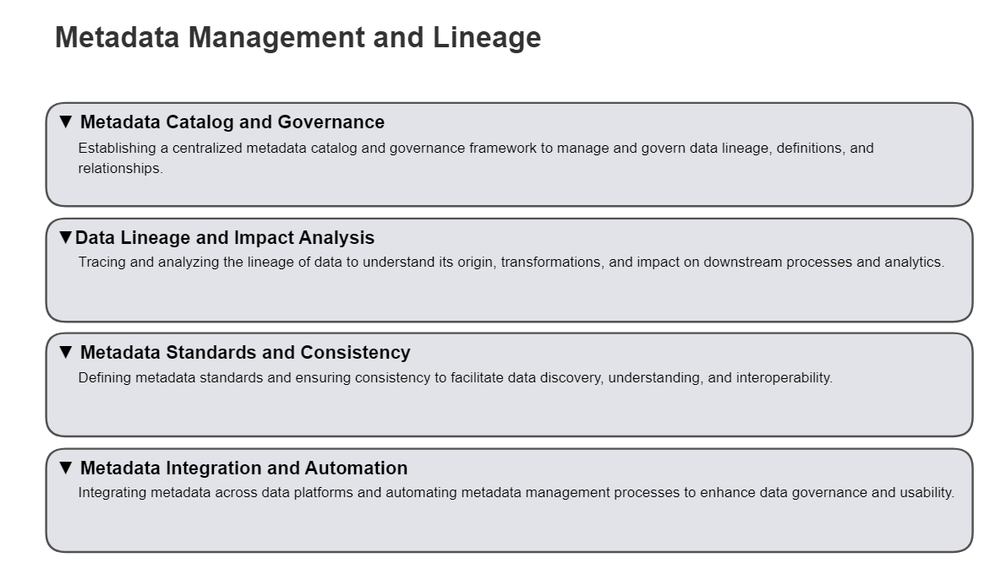 Metadata Management and Lineage
▼ Metadata Catalog and Governance
Establishing a centralized metadata catalog and governance framework to manage and govern data lineage, definitions, and
relationships.
▼Data Lineage and Impact Analysis
Tracing and analyzing the lineage of data to understand its origin, transformations, and impact on downstream processes and analytics.
▼ Metadata Standards and Consistency
Defining metadata standards and ensuring consistency to facilitate data discovery, understanding, and interoperability.
▼ Metadata Integration and Automation
Integrating metadata across data platforms and automating metadata management processes to enhance data governance and usability.